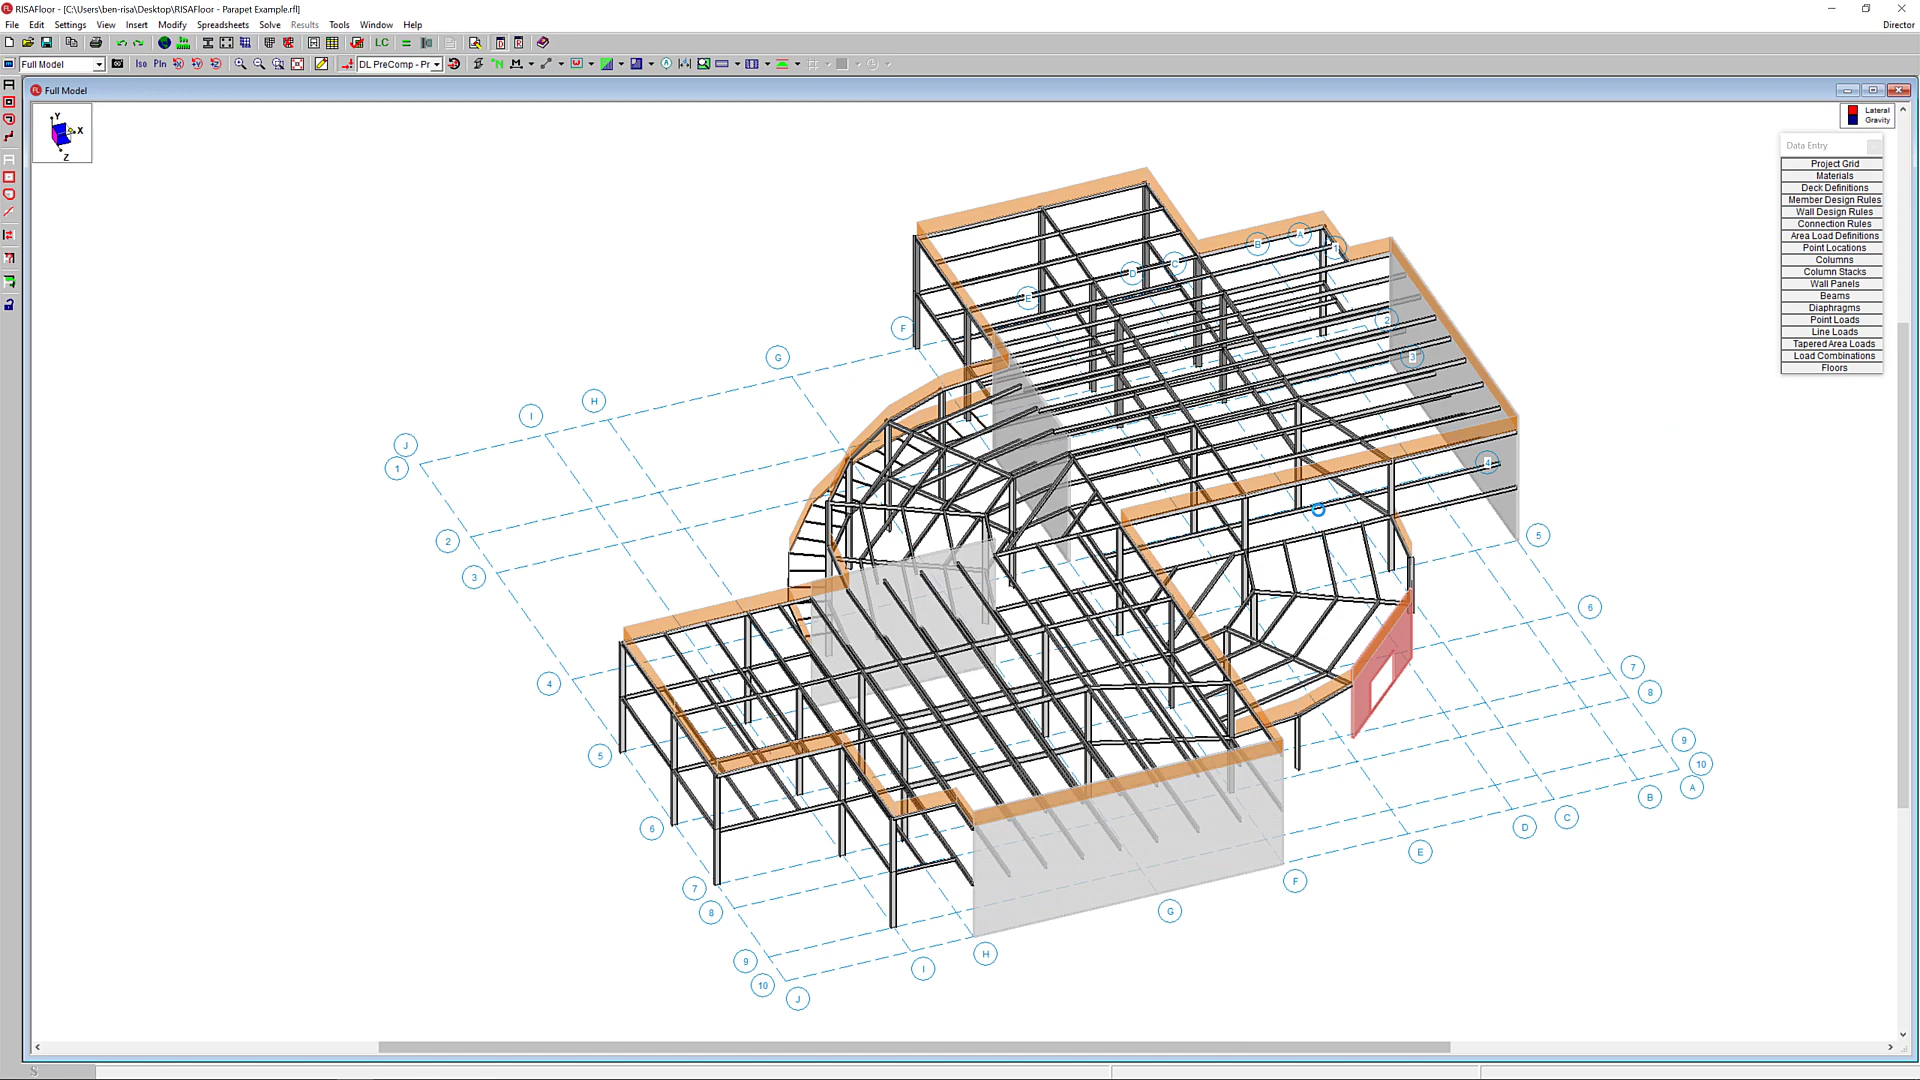 RISAFloor - [C:\Users\ben-risa\Desktop\RISAFloor - Parapet Example.rfl]
File Edit Settings View Insert Modify Spreadsheets Solve Results Tools Window Help
Director
LC
Full Model
Iso Pln
DL PreComp - Pr
Full Model
Y
X
Z
Lateral
Gravity
Data Entry
Project Grid
Materials
Deck Definitions
Member Design Rules
Wall Design Rules
Connection Rules
Area Load Definitions
Point Locations
Columns
Column Stacks
Wall Panels
Beams
Diaphragms
Point Loads
Line Loads
Tapered Area Loads
Load Combinations
Floors
A
B
1
C
D
E
2
F
3
G
H
I
J
1
4
2
5
3
6
4
7
8
5
9
10
A
B
C
D
6
E
F
7
8
G
H
9
I
10
J
S